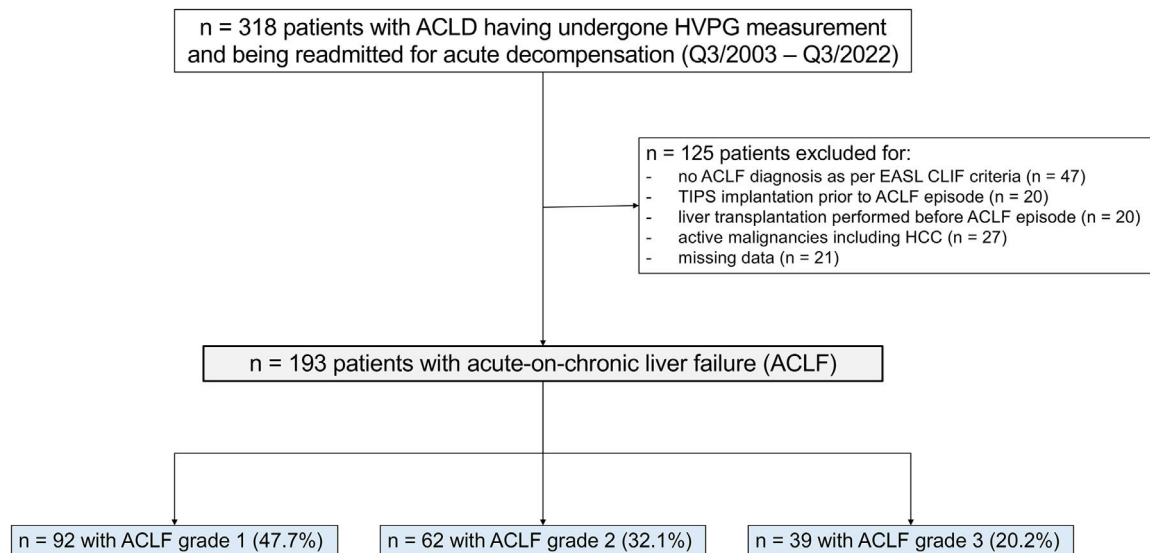 n = 318 patients with ACLD having undergone HVPG measurement
and being readmitted for acute decompensation (Q3/2003 – Q3/2022)
n = 125 patients excluded for:
- no ACLF diagnosis as per EASL CLIF criteria (n = 47)
- TIPS implantation prior to ACLF episode (n = 20)
- liver transplantation performed before ACLF episode (n = 20)
- active malignancies including HCC (n = 27)
- missing data (n = 21)
n = 193 patients with acute-on-chronic liver failure (ACLF)
n = 92 with ACLF grade 1 (47.7%)
n = 62 with ACLF grade 2 (32.1%)
n = 39 with ACLF grade 3 (20.2%)